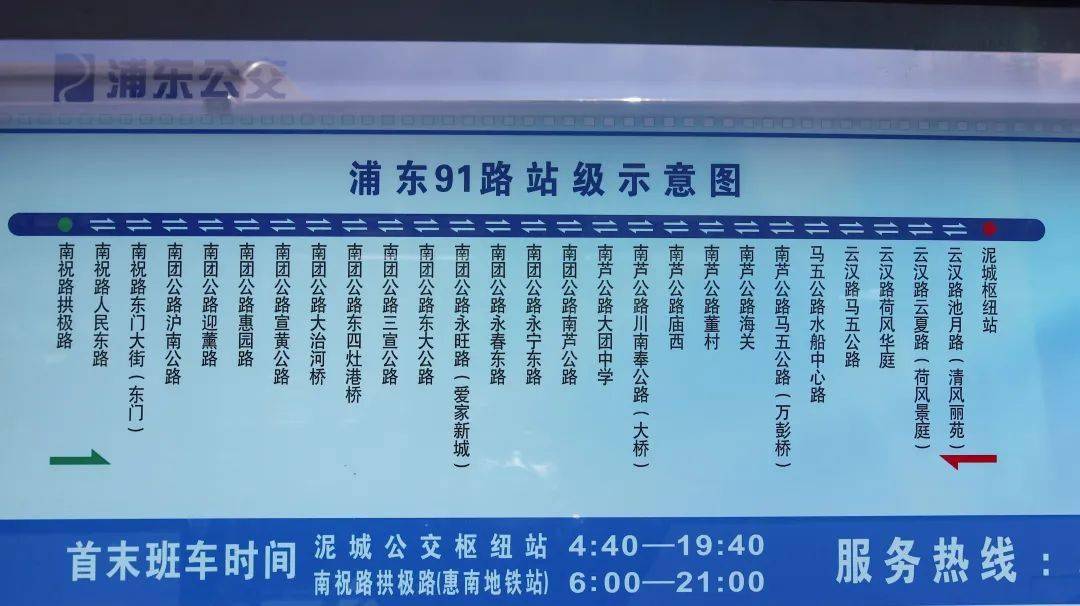 浦东公交
浦东91路站级示意图
南祝路拱极路
南祝路人民东路
南祝路东门大街(东门)
南团公路沪南公路
南团公路迎薰路
南团公路惠园路
南团公路宣黄公路
南团公路大治河桥
南团公路东四灶港桥
南团公路三宣公路
南团公路东大公路
南团公路永旺路(爱家新城)
南团公路永春东路
南团公路永宁东路
南团公路南芦公路
南芦公路大团中学
南芦公路川南奉公路(大桥)
南芦公路庙西
南芦公路董村
南芦公路海关
南芦公路马五公路(万彭桥)
马五公路水船中心路
云汉路马五公路
云汉路荷风华庭
云汉路云夏路(荷风景庭)
云汉路池月路(清风丽苑)
泥城枢纽站
首末班车时间
泥城公交枢纽站 4:40—19:40
南祝路拱极路(惠南地铁站) 6:00—21:00
服务热线: